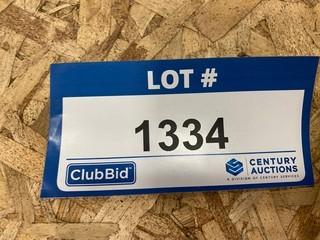 LOT #
1334
ClubBid
CENTURY
AUCTIONS
A DIVISION OF CENTURY SERVICES